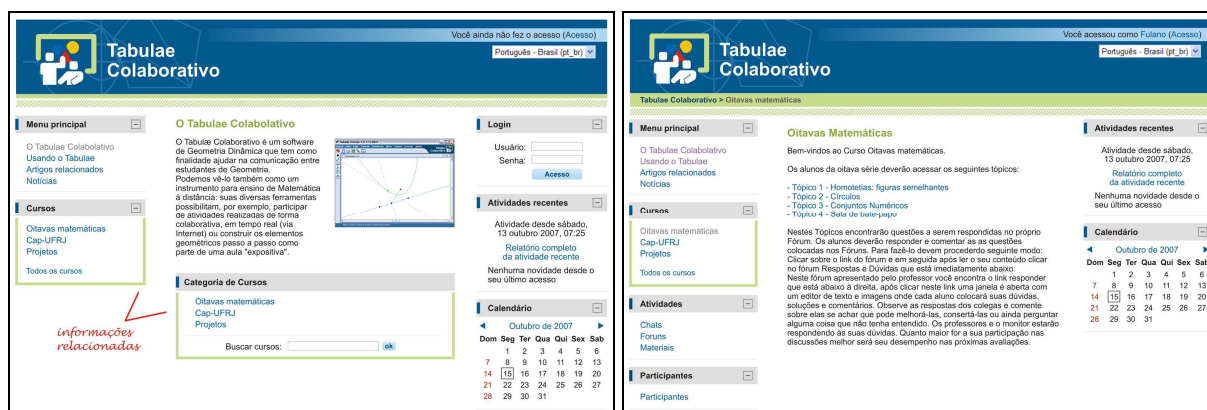 Você ainda não fez o acesso (Acesso)
Português - Brasil (pt_br)
Tabulae
Colaborativo
Menu principal
O Tabulae Colabolativo
Usando o Tabulae
Artigos relacionados
Notícias
Cursos
Oitavas matemáticas
Cap-UFRJ
Projetos
Todos os cursos
informações
relacionadas
O Tabulae Colabolativo
O Tabulæ Colaborativo é um software
de Geometria Dinâmica que tem como
finalidade ajudar na comunicação entre
estudantes de Geometria.
Podemos vê-lo também como um
instrumento para ensino de Matemática
à distância: suas diversas ferramentas
possibilitam, por exemplo, participar
de atividades realizadas de forma
colaborativa, em tempo real (via
Internet) ou construir os elementos
geométricos passo a passo como
parte de uma aula "expositiva".
Categoria de Cursos
Oitavas matemáticas
Cap-UFRJ
Projetos
Buscar cursos:
ok
Login
Usuário:
Senha:
Acesso
Atividades recentes
Atividade desde sábado,
13 outubro 2007, 07:25
Relatório completo
da atividade recente
Nenhuma novidade desde o
seu último acesso
Calendário
Outubro de 2007
Dom Seg Ter Qua Qui Sex Sab
1 2 3 4 5 6
7 8 9 10 11 12 13
14 15 16 17 18 19 20
21 22 23 24 25 26 27
28 29 30 31
Você acessou como Fulano (Acesso)
Português - Brasil (pt_br)
Tabulae
Colaborativo
Tabulae Colaborativo > Oitavas matemáticas
Menu principal
O Tabulae Colabolativo
Usando o Tabulae
Artigos relacionados
Notícias
Cursos
Oitavas matemáticas
Cap-UFRJ
Projetos
Todos os cursos
Atividades
Chats
Foruns
Materiais
Participantes
Participantes
Oitavas Matemáticas
Bem-vindos ao Curso Oitavas matemáticas.
Os alunos da oitava série deverão acessar os seguintes tópicos:
- Tópico 1 - Homotetias: figuras semelhantes
- Tópico 2 - Círculos
- Tópico 3 - Conjuntos Numéricos
- Tópico 4 - Sala de bate-papo
Nestes Tópicos encontrarão questões a serem respondidas no próprio
Fórum. Os alunos deverão responder e comentar as as questões
colocadas nos Fóruns. Para fazê-lo devem procederdo seguinte modo:
Clicar sobre o link do fórum e em seguida após ler o seu conteúdo clicar
no fórum Respostas e Dúvidas que está imediatamente abaixo.
Neste fórum apresentado pelo professor você encontra o link responder
que está abaixo à direita, após clicar neste link uma janela é aberta com
um editor de texto e imagens onde cada aluno colocará suas dúvidas,
soluções e comentários. Observe as respostas dos colegas e comente
sobre elas se achar que pode melhorá-las, consertá-las ou ainda perguntar
alguma coisa que não tenha entendido. Os professores e o monitor estarão
respondendo às suas dúvidas. Quanto maior for a sua participação nas
discussões melhor será seu desempenho nas próximas avaliações.
Atividades recentes
Atividade desde sábado,
13 outubro 2007, 07:25
Relatório completo
da atividade recente
Nenhuma novidade desde o
seu último acesso
Calendário
Outubro de 2007
Dom Seg Ter Qua Qui Sex Sab
1 2 3 4 5 6
7 8 9 10 11 12 13
14 15 16 17 18 19 20
21 22 23 24 25 26 27
28 29 30 31